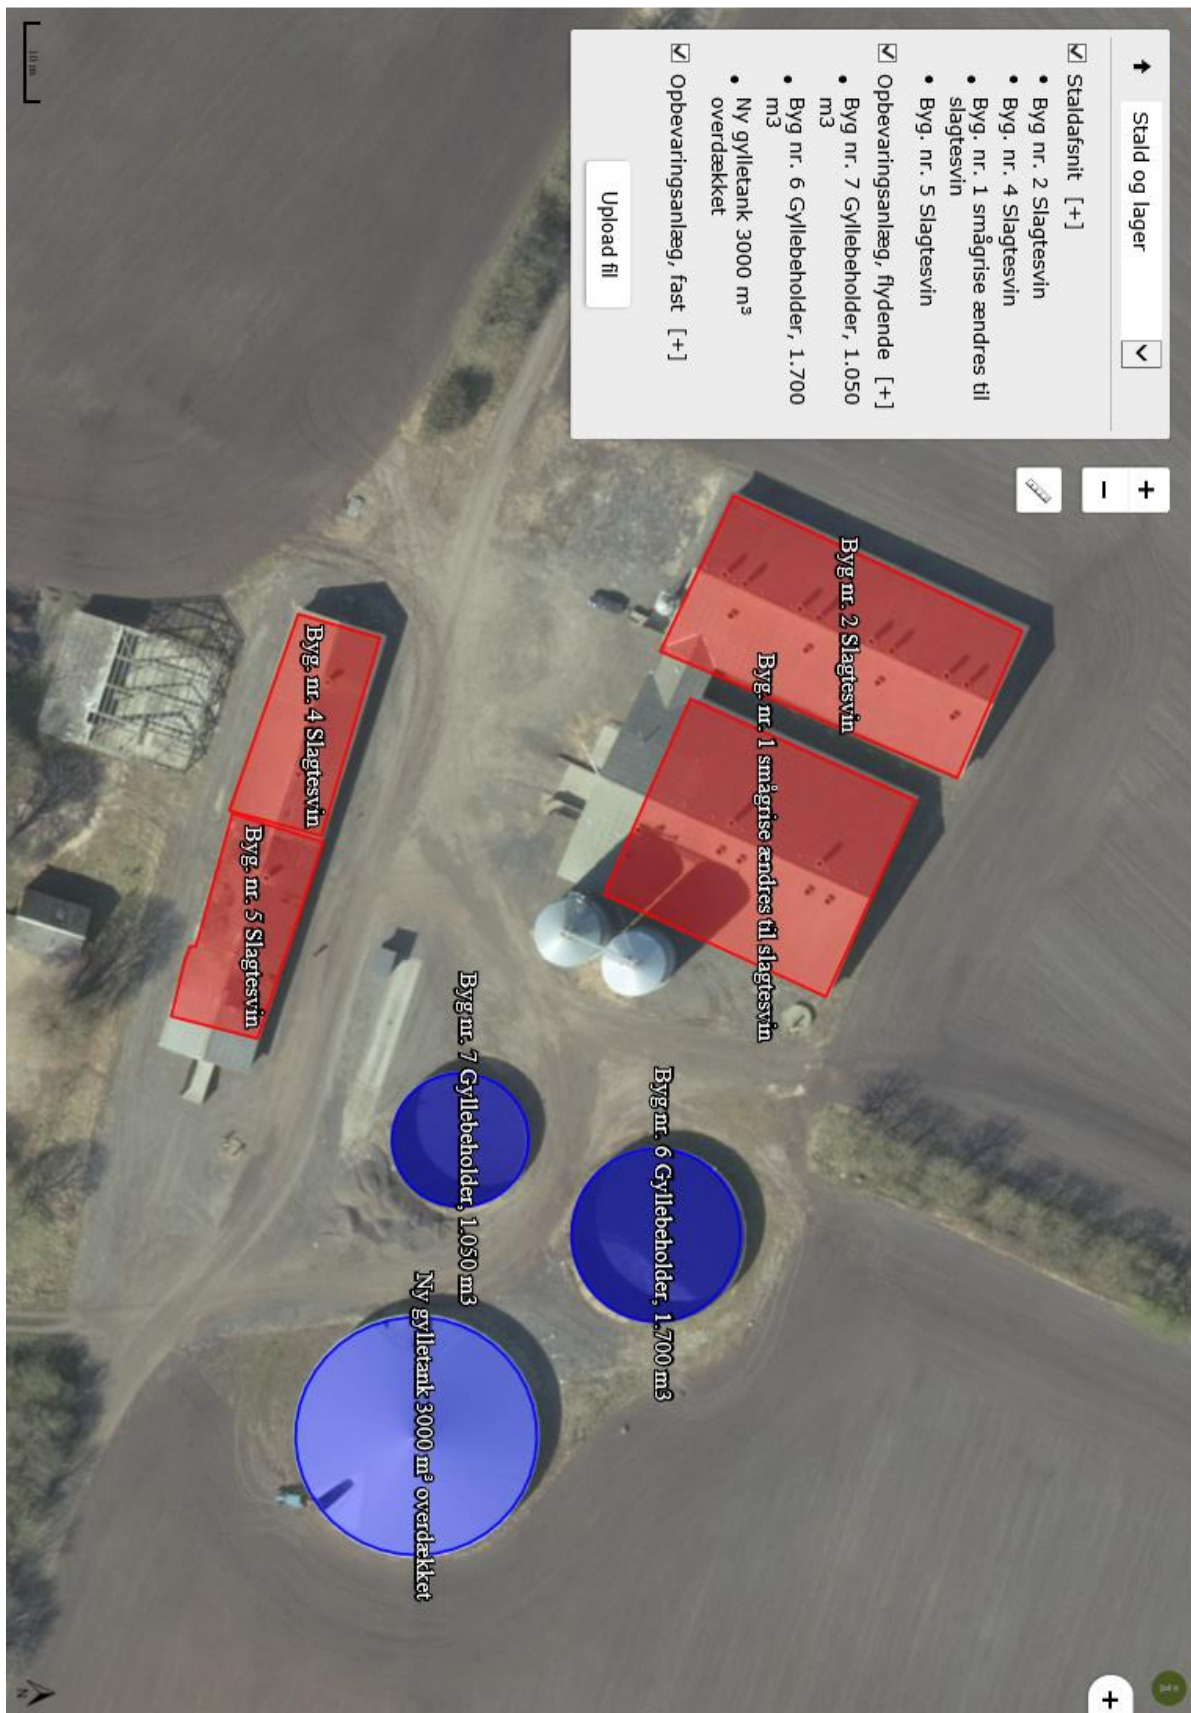 Stald og lager
Staldafsnit [+]
• Byg nr. 2 Slagtesvin
• Byg. nr. 4 Slagtesvin
• Byg. nr. 1 smågrise ændres til
slagtesvin
• Byg. nr. 5 Slagtesvin
Opbevaringsanlæg, flydende [+]
• Byg nr. 7 Gyllebeholder, 1.050
m3
• Byg nr. 6 Gyllebeholder, 1.700
m3
• Ny gylletank 3000 m³
overdækket
Opbevaringsanlæg, fast [+]
Upload fil
+
−
Byg nr. 2 Slagtesvin
Byg. nr. 1 smågrise ændres til slagtesvin
Byg. nr. 4 Slagtesvin
Byg. nr. 5 Slagtesvin
Byg nr. 6 Gyllebeholder, 1.700 m3
Byg nr. 7 Gyllebeholder, 1.050 m3
Ny gylletank 3000 m³ overdækket
10 m
i
+
N